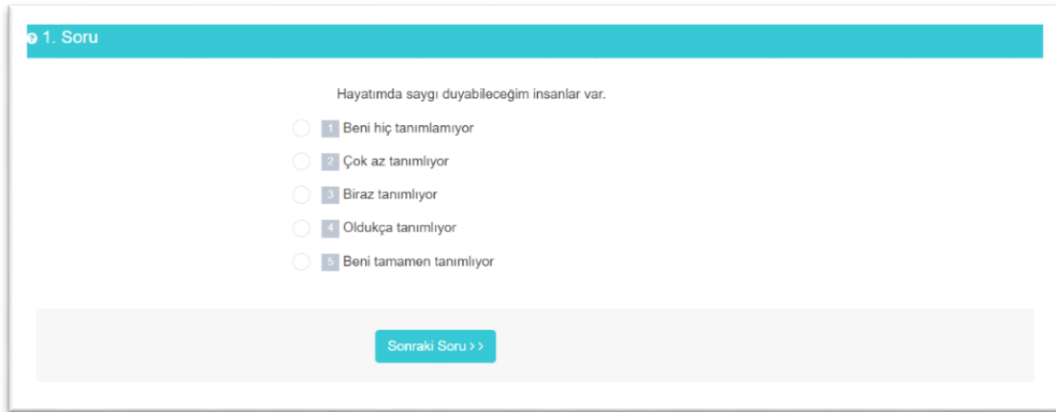 1. Soru
Hayatımda saygı duyabileceğim insanlar var.
1 Beni hiç tanımlamıyor
2 Çok az tanımlıyor
3 Biraz tanımlıyor
4 Oldukça tanımlıyor
5 Beni tamamen tanımlıyor
Sonraki Soru >>